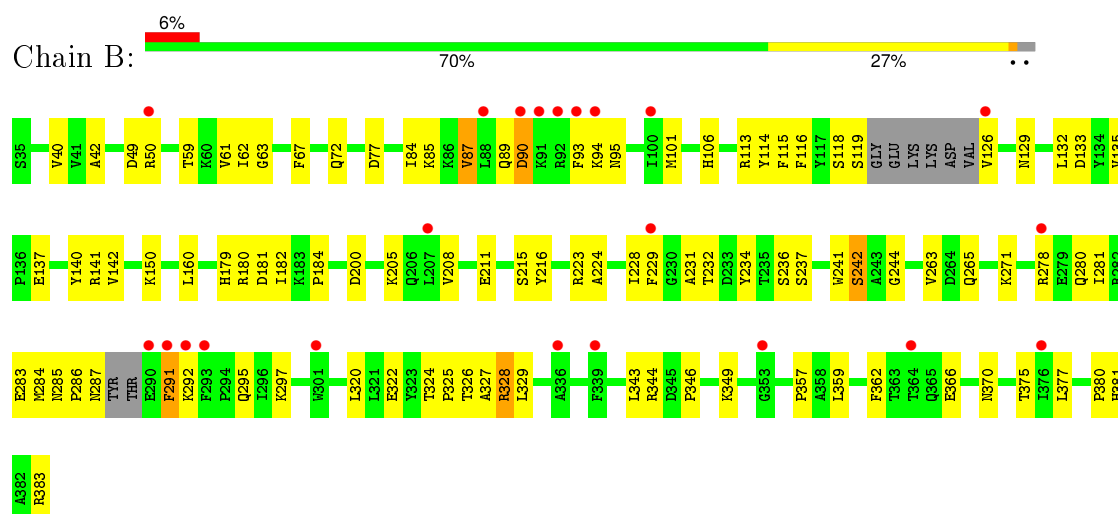 6%
Chain B:
70% 27% • •
S35 V40 V41 A42 D49 R50 T59 K60 V61 I62 G63 F67 Q72 D77 I84 K85 K86 V87 L88 Q89 D90 K91 R92 F93 K94 N95 I100 M101 H106 R113 Y114 F115 F116 Y117 S118 S119 GLY GLU LYS LYS ASP VAL V126 N129 L132 D133 Y134 V135
P136 E137 Y140 R141 V142 K150 L160 H179 R180 D181 I182 K183 P184 D200 K205 Q206 L207 V208 E211 S215 Y216 R223 A224 I228 F229 G230 A231 T232 D233 Y234 T235 S236 S237 W241 S242 A243 G244 V263 D264 Q265 K271 R278 E279 Q280 I281 R282
E283 M284 N285 P286 N287 TYR THR E290 F291 K292 F293 P294 Q295 I296 K297 W301 L320 L321 E322 Y323 T324 P325 T326 A327 R328 L329 A336 F339 L343 R344 D345 P346 K349 G353 P357 A358 L359 F362 T363 T364 Q365 E366 N370 T375 I376 L377 P380 H381
A382 R383